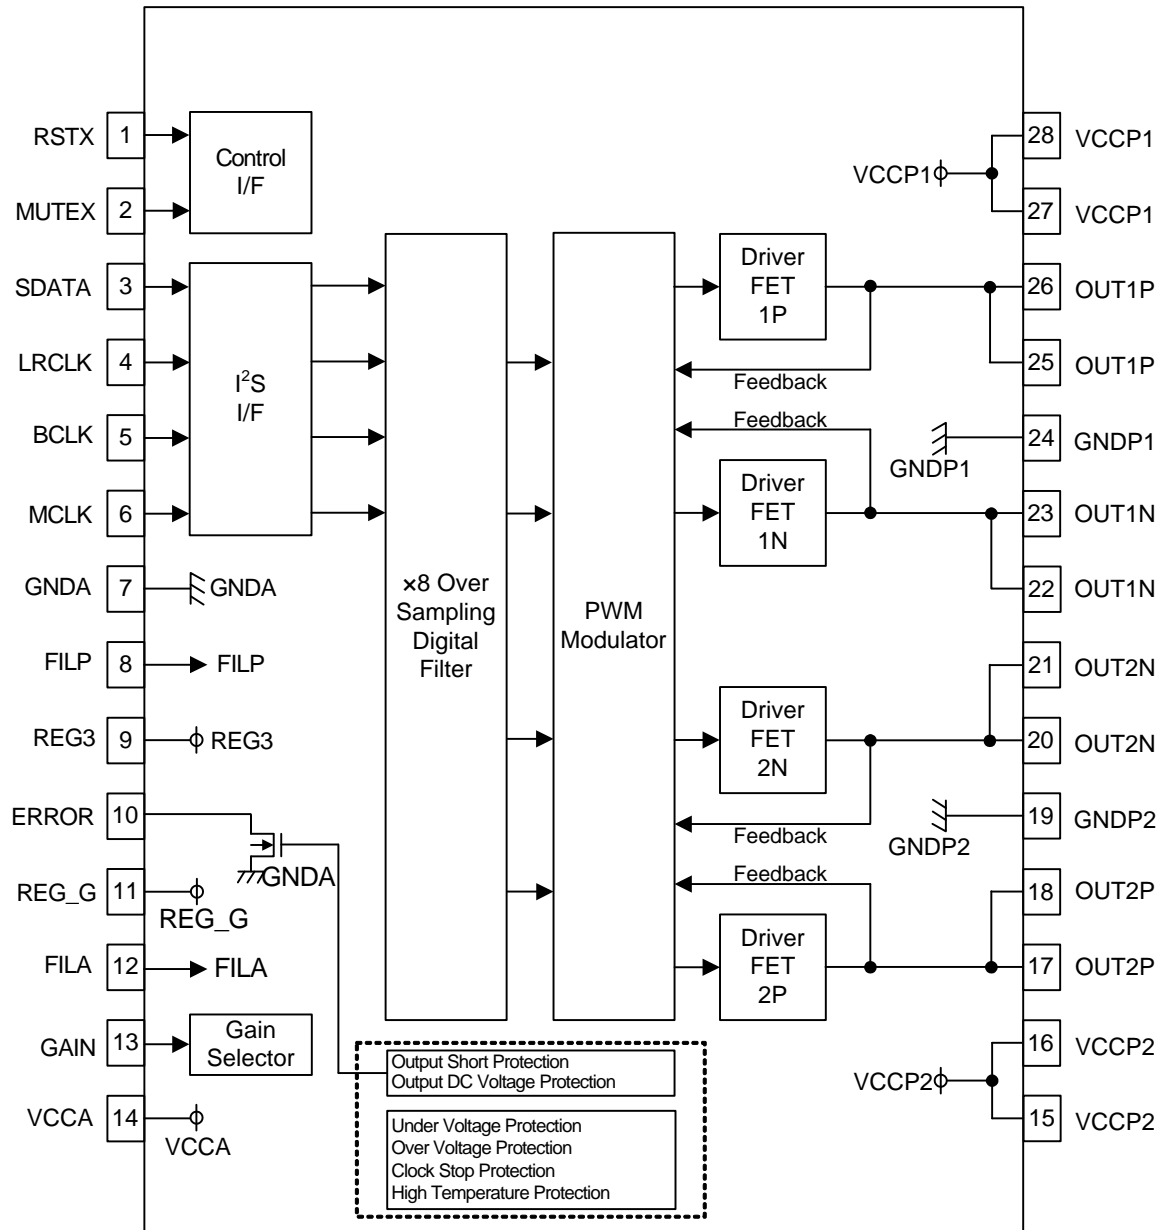 RSTX 1
MUTEX 2
SDATA 3
LRCLK 4
BCLK 5
MCLK 6
GNDA 7 GNDA
FILP 8 FILP
REG3 9 REG3
ERROR 10
GNDA
REG_G 11
REG_G
FILA 12 FILA
GAIN 13
VCCA 14
VCCA
Control
I/F
I²S
I/F
Gain
Selector
×8 Over
Sampling
Digital
Filter
PWM
Modulator
Driver
FET
1P
Feedback
Feedback
Driver
FET
1N
Driver
FET
2N
Feedback
Feedback
Driver
FET
2P
Output Short Protection
Output DC Voltage Protection
Under Voltage Protection
Over Voltage Protection
Clock Stop Protection
High Temperature Protection
28 VCCP1
VCCP1
27 VCCP1
26 OUT1P
25 OUT1P
24 GNDP1
GNDP1
23 OUT1N
22 OUT1N
21 OUT2N
20 OUT2N
19 GNDP2
GNDP2
18 OUT2P
17 OUT2P
16 VCCP2
VCCP2
15 VCCP2